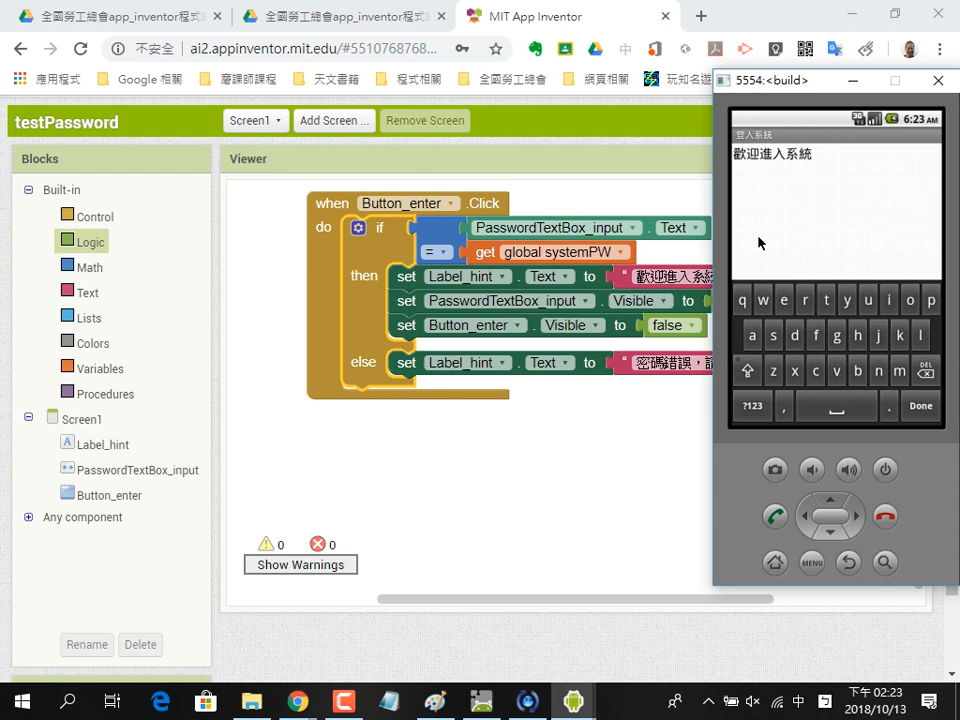 全國勞工總會app_inventor程式
全國勞工總會app_inventor程式
MIT App Inventor
不安全
ai2.appinventor.mit.edu/#5510768768...
中
應用程式
Google 相關
磨課師課程
天文書籍
程式相關
全國勞工總會
網頁相關
玩知名遊
testPassword
Screen1
Add Screen ...
Remove Screen
Blocks
Viewer
Built-in
Control
Logic
Math
Text
Lists
Colors
Variables
Procedures
Screen1
Label_hint
PasswordTextBox_input
Button_enter
Any component
Rename
Delete
when Button_enter .Click
do if PasswordTextBox_input . Text
= get global systemPW
then set Label_hint . Text to “ 歡迎進入系統
set PasswordTextBox_input . Visible to
set Button_enter . Visible to false
else set Label_hint . Text to “ 密碼錯誤，
0 0
Show Warnings
5554:<build>
3G 6:23 AM
登入系統
歡迎進入系統
q w e r t y u i o p
a s d f g h j k l
z x c v b n m DEL
?123 , . Done
MENU
中
下午 02:23
2018/10/13